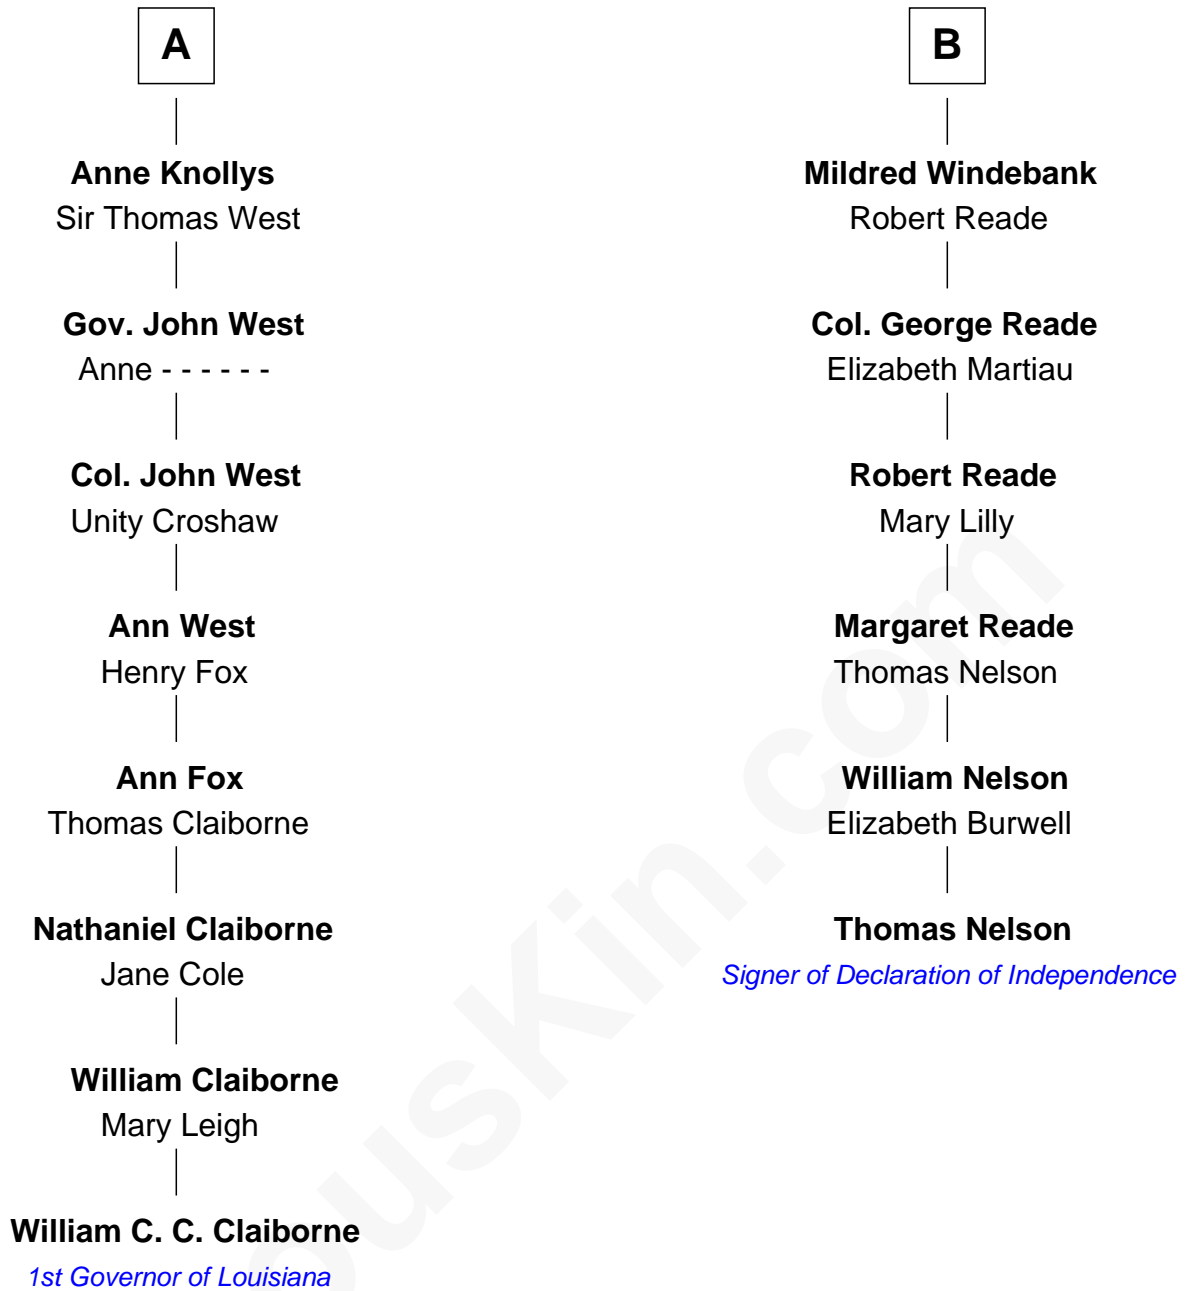 A
Anne Knollys
Sir Thomas West
Gov. John West
Anne - - - - - -
Col. John West
Unity Croshaw
Ann West
Henry Fox
Ann Fox
Thomas Claiborne
Nathaniel Claiborne
Jane Cole
William Claiborne
Mary Leigh
William C. C. Claiborne
1st Governor of Louisiana
B
Mildred Windebank
Robert Reade
Col. George Reade
Elizabeth Martiau
Robert Reade
Mary Lilly
Margaret Reade
Thomas Nelson
William Nelson
Elizabeth Burwell
Thomas Nelson
Signer of Declaration of Independence
ousKin.com